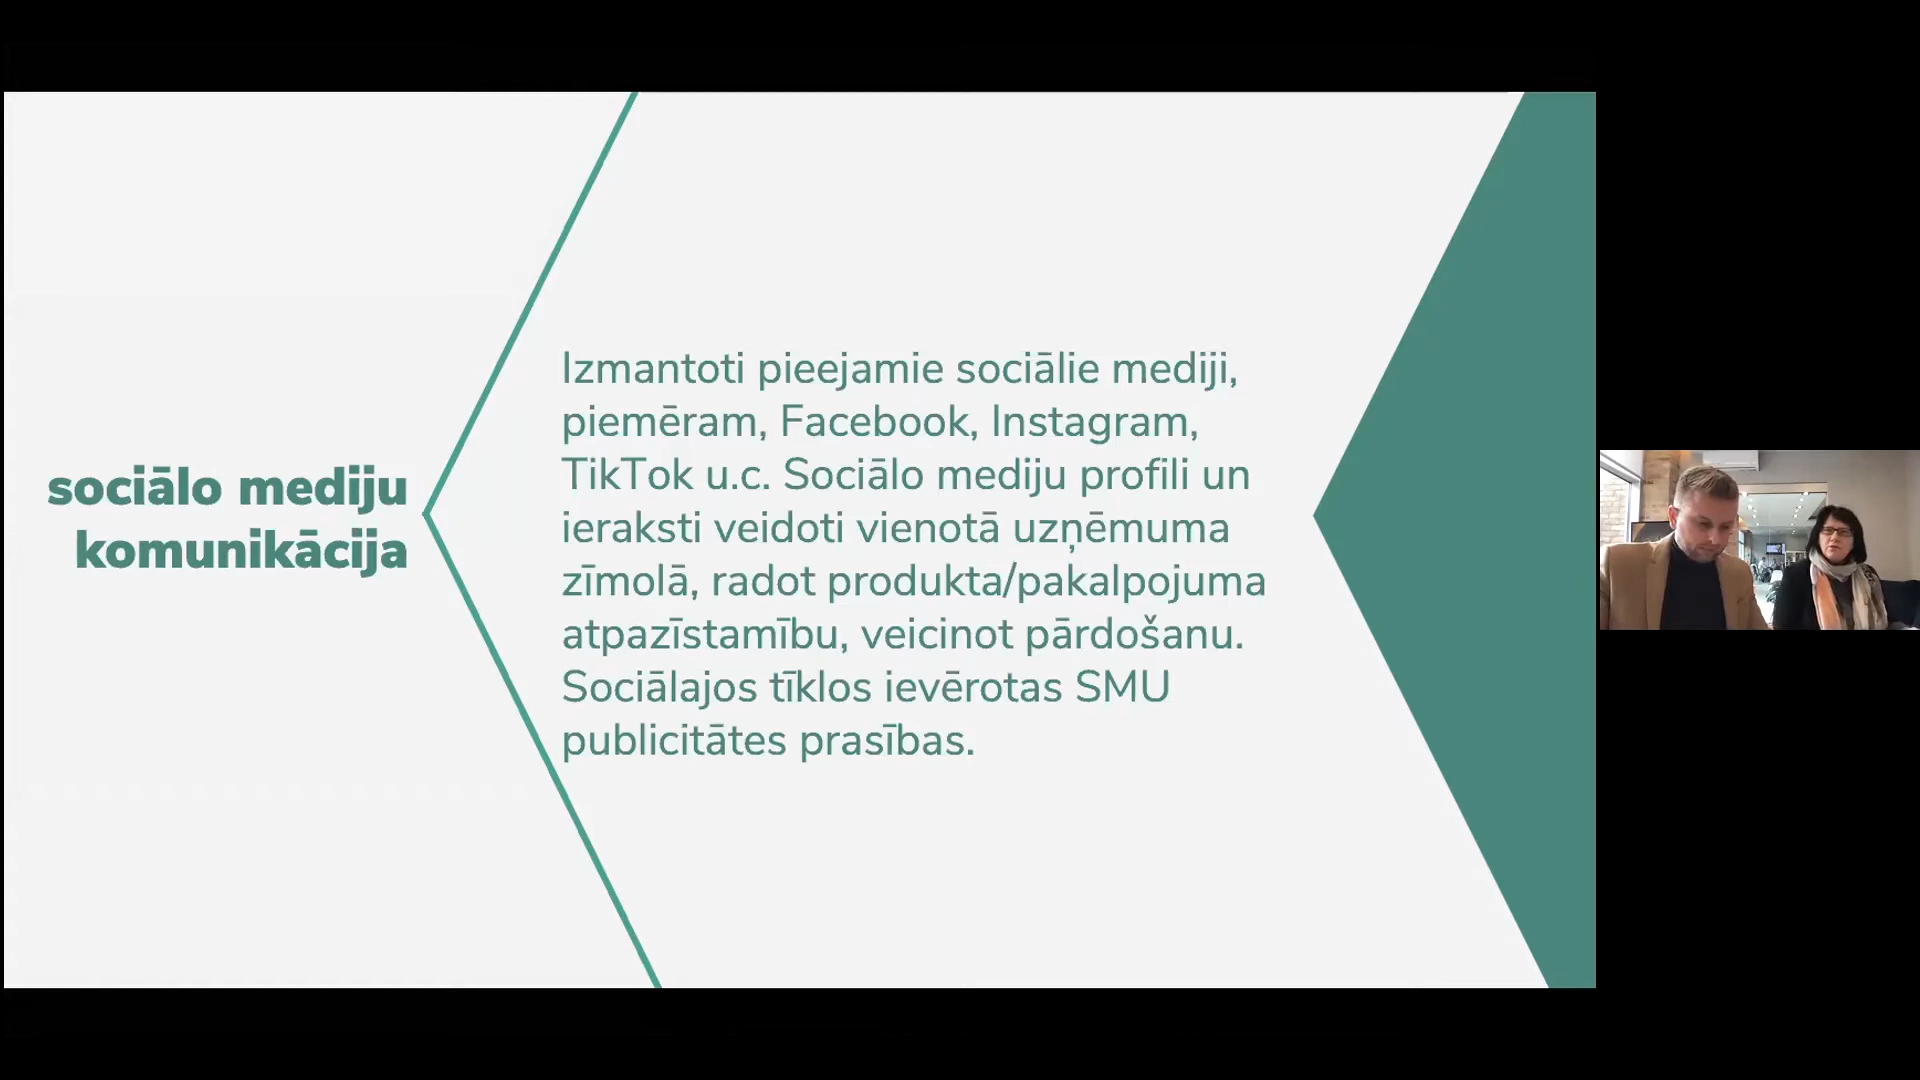 sociālo mediju
komunikācija
Izmantoti pieejamie sociālie mediji,
piemēram, Facebook, Instagram,
TikTok u.c. Sociālo mediju profili un
ieraksti veidoti vienotā uzņēmuma
zīmolā, radot produkta/pakalpojuma
atpazīstamību, veicinot pārdošanu.
Sociālajos tīklos ievērotas SMU
publicitātes prasības.